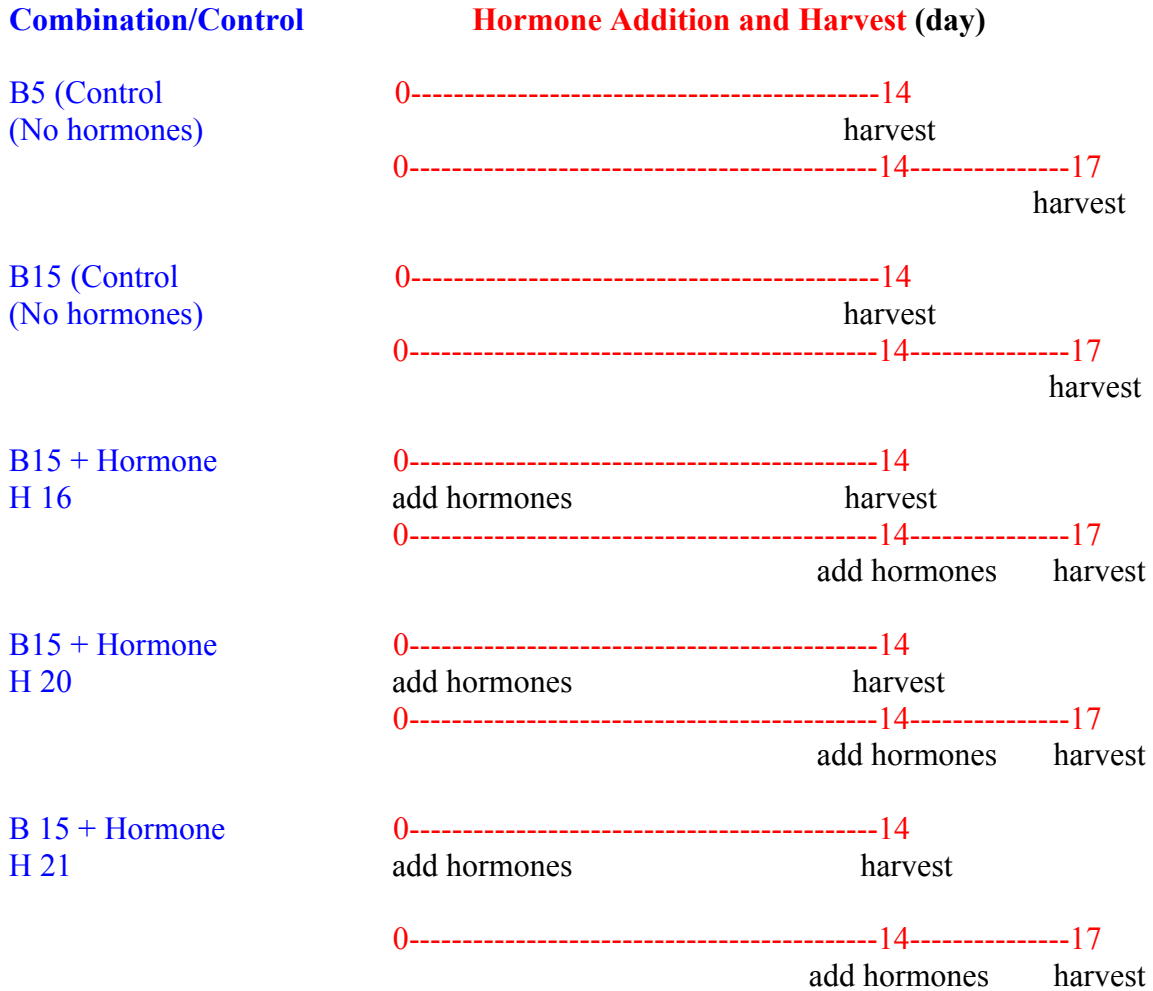 Combination/Control Hormone Addition and Harvest (day)
B5 (Control 0--------------------------------------------14
(No hormones) harvest
0--------------------------------------------14---------------17
harvest
B15 (Control 0--------------------------------------------14
(No hormones) harvest
0--------------------------------------------14---------------17
harvest
B15 + Hormone 0--------------------------------------------14
H 16 add hormones harvest
0--------------------------------------------14---------------17
add hormones harvest
B15 + Hormone 0--------------------------------------------14
H 20 add hormones harvest
0--------------------------------------------14---------------17
add hormones harvest
B 15 + Hormone 0--------------------------------------------14
H 21 add hormones harvest
0--------------------------------------------14---------------17
add hormones harvest